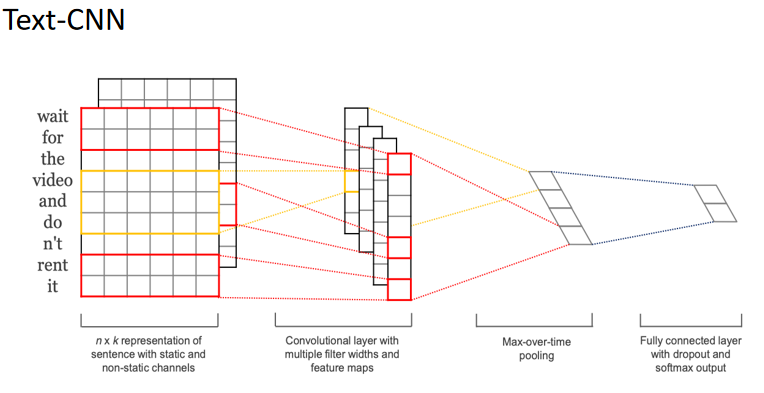 Text-CNN
wait
for
the
video
and
do
n't
rent
it
n x k representation of
sentence with static and
non-static channels
Convolutional layer with
multiple filter widths and
feature maps
Max-over-time
pooling
Fully connected layer
with dropout and
softmax output